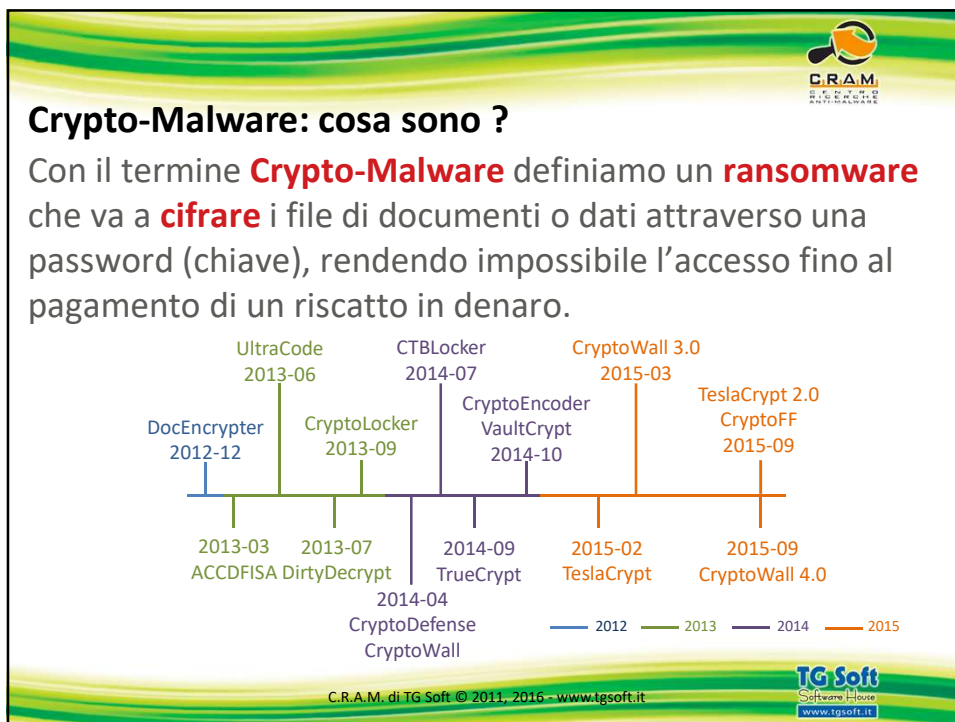 C.R.A.M.
CENTRO
RICERCHE
ANTI-MALWARE
Crypto-Malware: cosa sono ?
Con il termine Crypto-Malware definiamo un ransomware
che va a cifrare i file di documenti o dati attraverso una
password (chiave), rendendo impossibile l'accesso fino al
pagamento di un riscatto in denaro.
UltraCode
2013-06
CTBLocker
2014-07
CryptoWall 3.0
2015-03
DocEncrypter
2012-12
CryptoLocker
2013-09
CryptoEncoder
VaultCrypt
2014-10
TeslaCrypt 2.0
CryptoFF
2015-09
2013-03
ACCDFISA
2013-07
DirtyDecrypt
2014-04
CryptoDefense
CryptoWall
2014-09
TrueCrypt
2015-02
TeslaCrypt
2015-09
CryptoWall 4.0
2012
2013
2014
2015
C.R.A.M. di TG Soft © 2011, 2016 - www.tgsoft.it
TG Soft
Software House
www.tgsoft.it